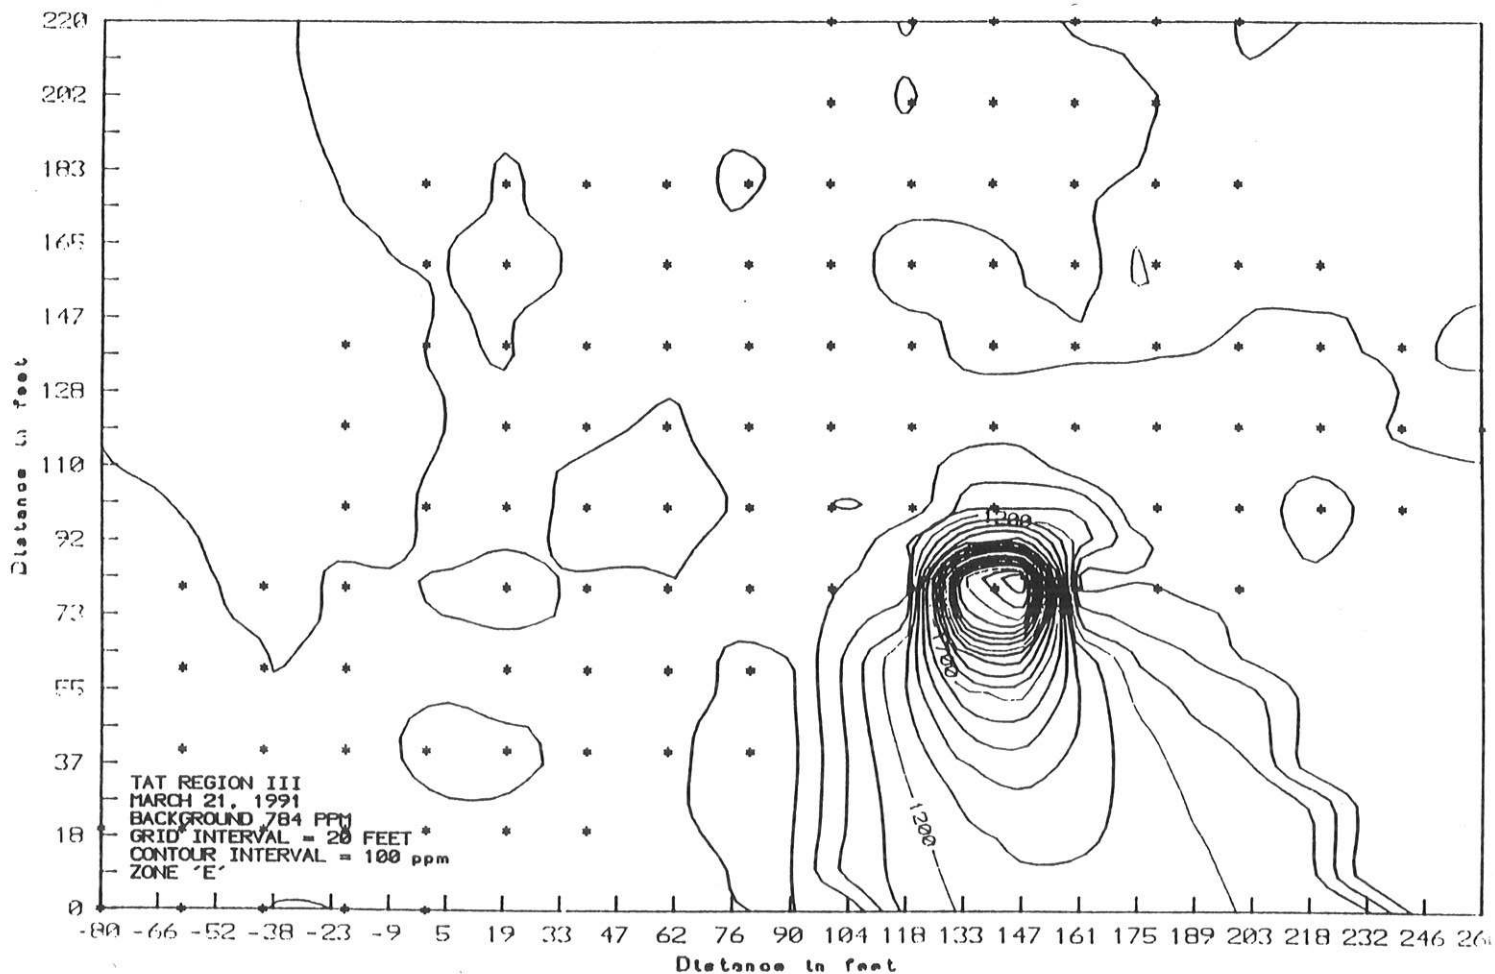 220
202
183
165
147
128
110
92
73
55
37
18
0
Distance in feet
1200
1700
1200
TAT REGION III
MARCH 21, 1991
BACKGROUND 784 PPM
GRID INTERVAL = 20 FEET
CONTOUR INTERVAL = 100 ppm
ZONE 'E'
-80 -66 -52 -38 -23 -9 5 19 33 47 62 76 90 104 118 133 147 161 175 189 203 218 232 246
Distance in feet